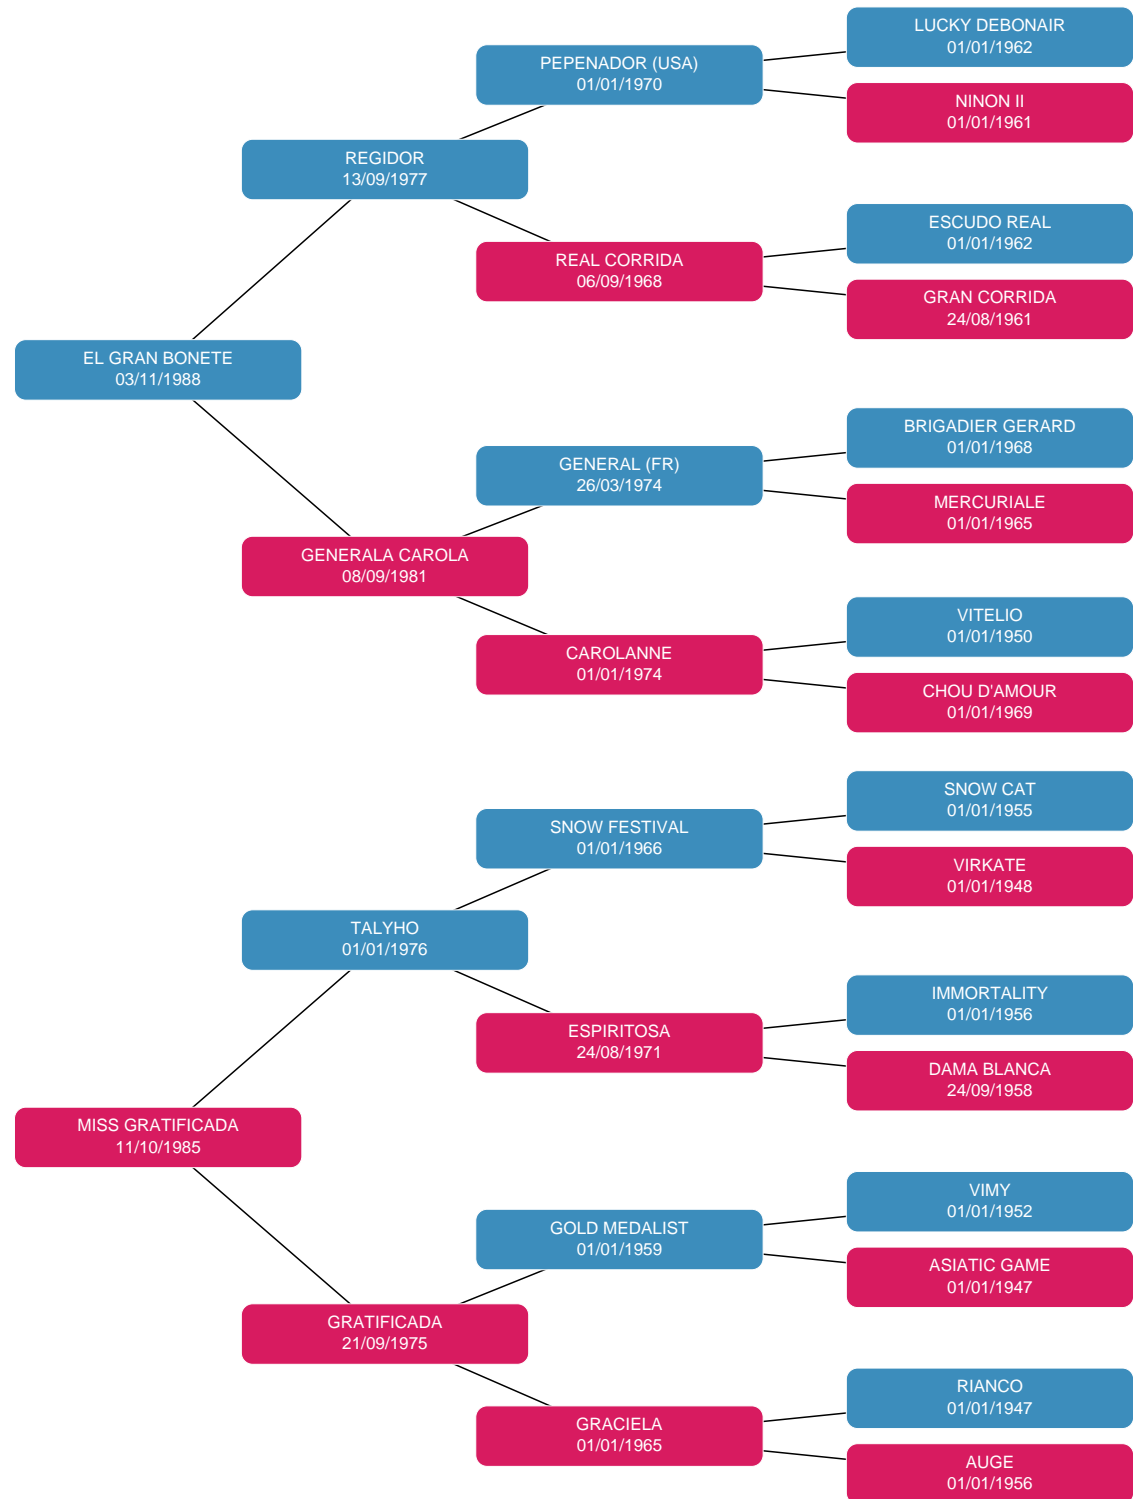 LUCKY DEBONAIR
01/01/1962
PEPENADOR (USA)
01/01/1970
NINON II
01/01/1961
REGIDOR
13/09/1977
ESCUDO REAL
01/01/1962
REAL CORRIDA
06/09/1968
GRAN CORRIDA
24/08/1961
EL GRAN BONETE
03/11/1988
BRIGADIER GERARD
01/01/1968
GENERAL (FR)
26/03/1974
MERCURIALE
01/01/1965
GENERALA CAROLA
08/09/1981
VITELIO
01/01/1950
CAROLANNE
01/01/1974
CHOU D'AMOUR
01/01/1969
SNOW CAT
01/01/1955
SNOW FESTIVAL
01/01/1966
VIRKATE
01/01/1948
TALYHO
01/01/1976
IMMORTALITY
01/01/1956
ESPIRITOSA
24/08/1971
DAMA BLANCA
24/09/1958
MISS GRATIFICADA
11/10/1985
VIMY
01/01/1952
GOLD MEDALIST
01/01/1959
ASIATIC GAME
01/01/1947
GRATIFICADA
21/09/1975
RIANCO
01/01/1947
GRACIELA
01/01/1965
AUGE
01/01/1956